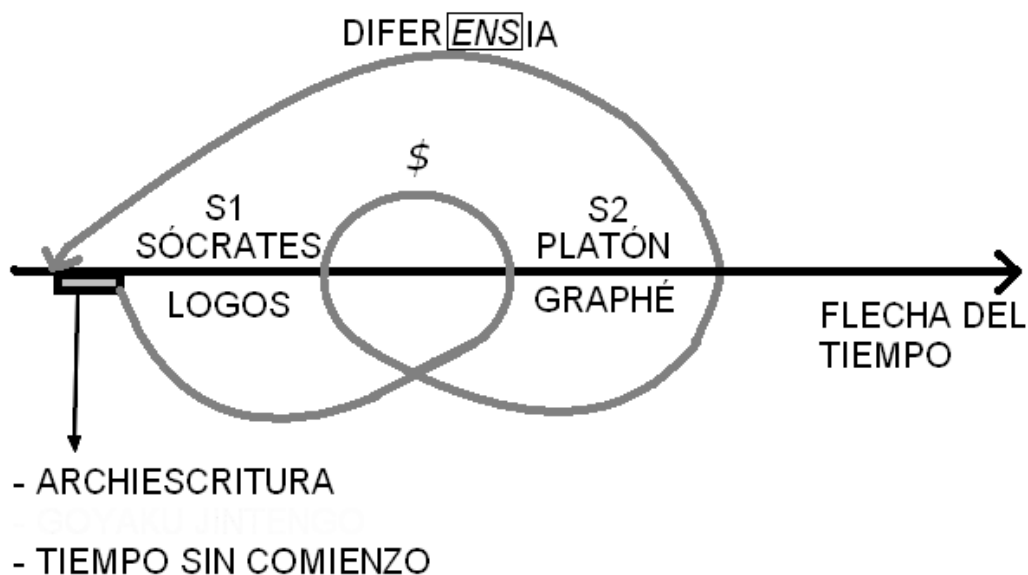 DIFERENSIA
$
S1
SÓCRATES
S2
PLATÓN
LOGOS
GRAPHÉ
FLECHA DEL
TIEMPO
- ARCHIESCRITURA
- GOYAKU JINTENGO
- TIEMPO SIN COMIENZO